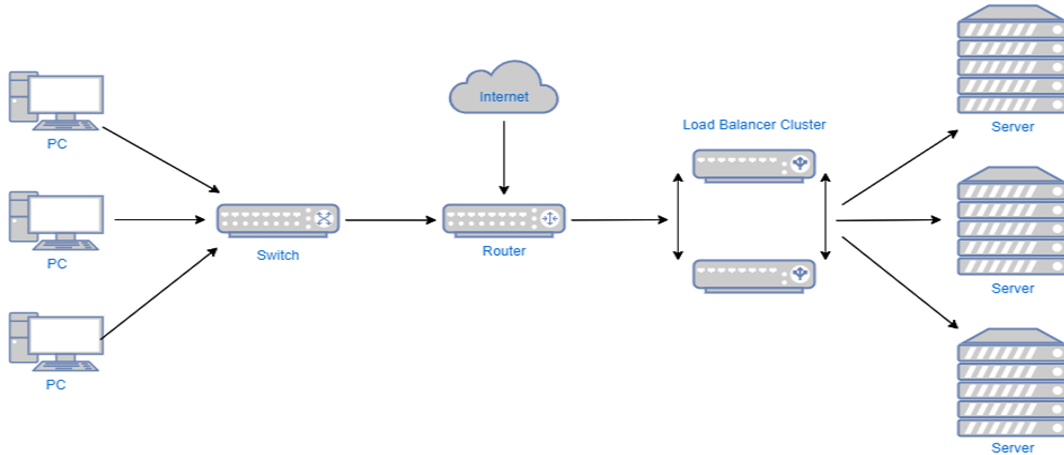 PC
PC
PC
Switch
Internet
Router
Load Balancer Cluster
Server
Server
Server